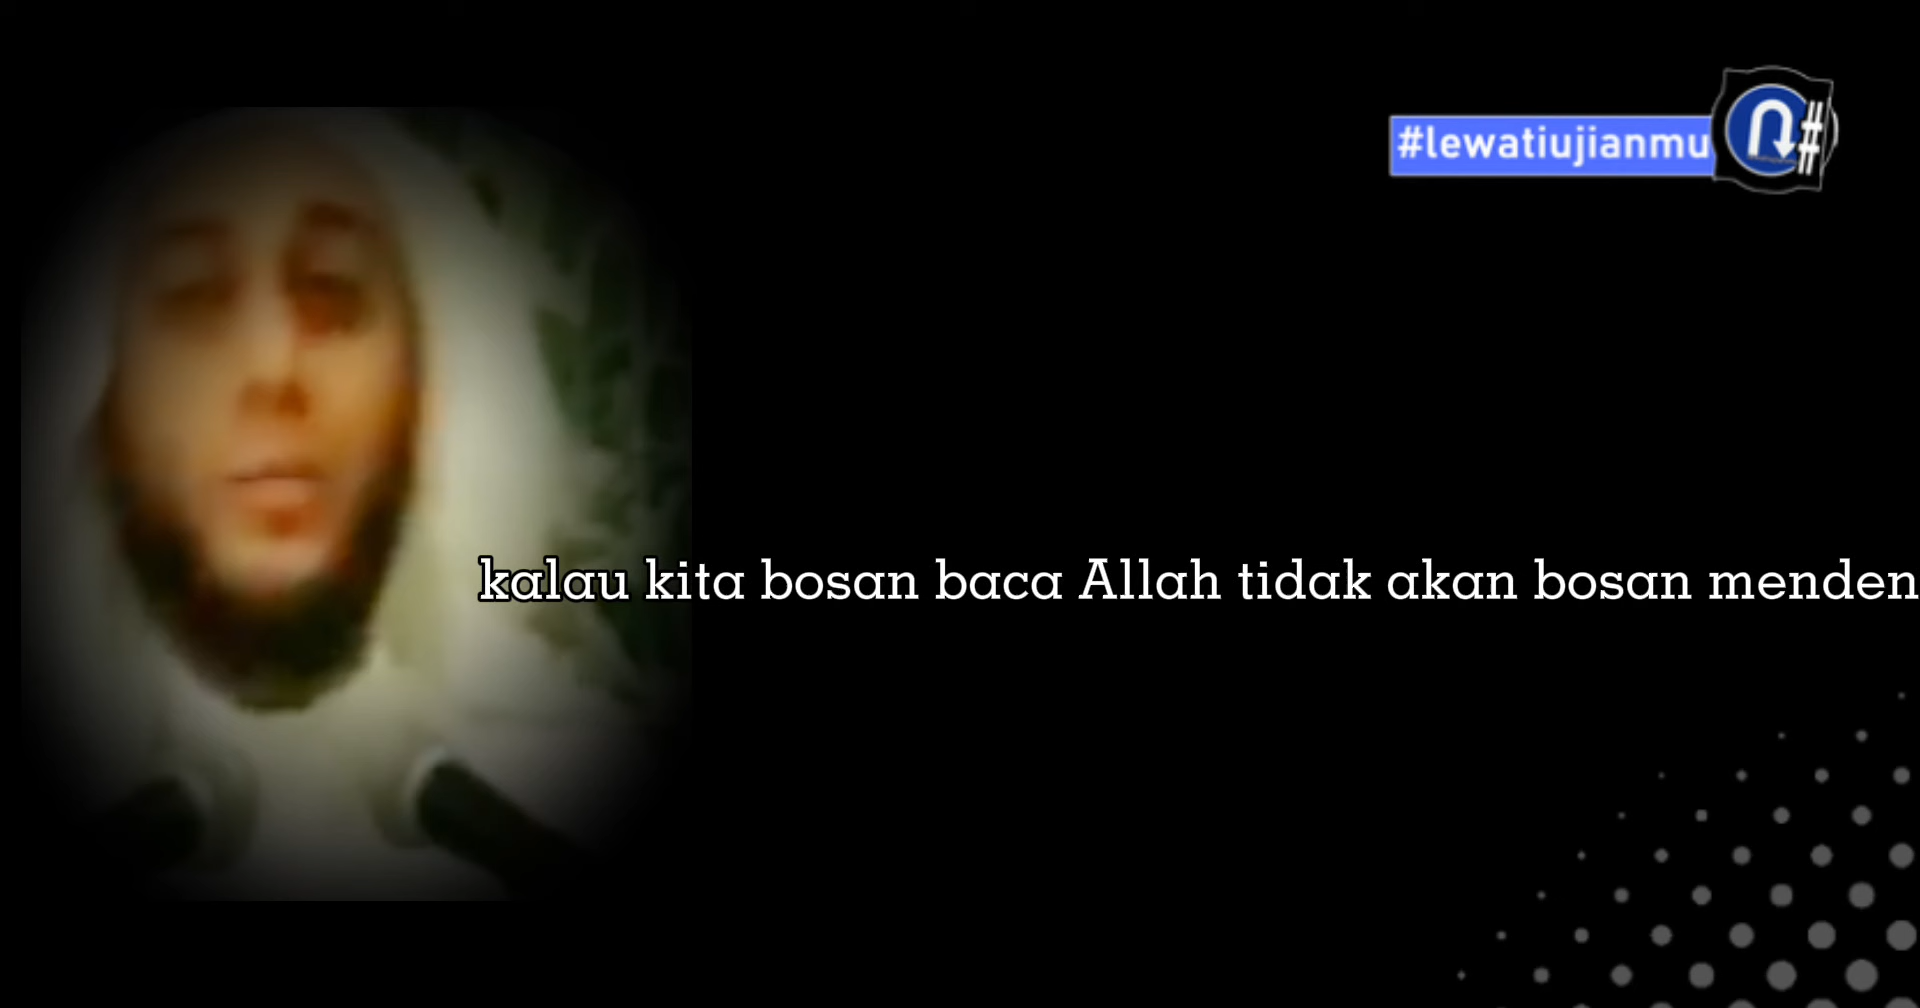 #lewatiujianmu
kalau kita bosan baca Allah tidak akan bosan menden